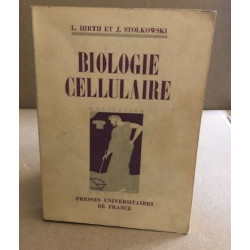 L. HIRTH ET J. STOLKOWSKI
BIOLOGIE
CELLULAIRE
PRESSES UNIVERSITAIRES
DE FRANCE